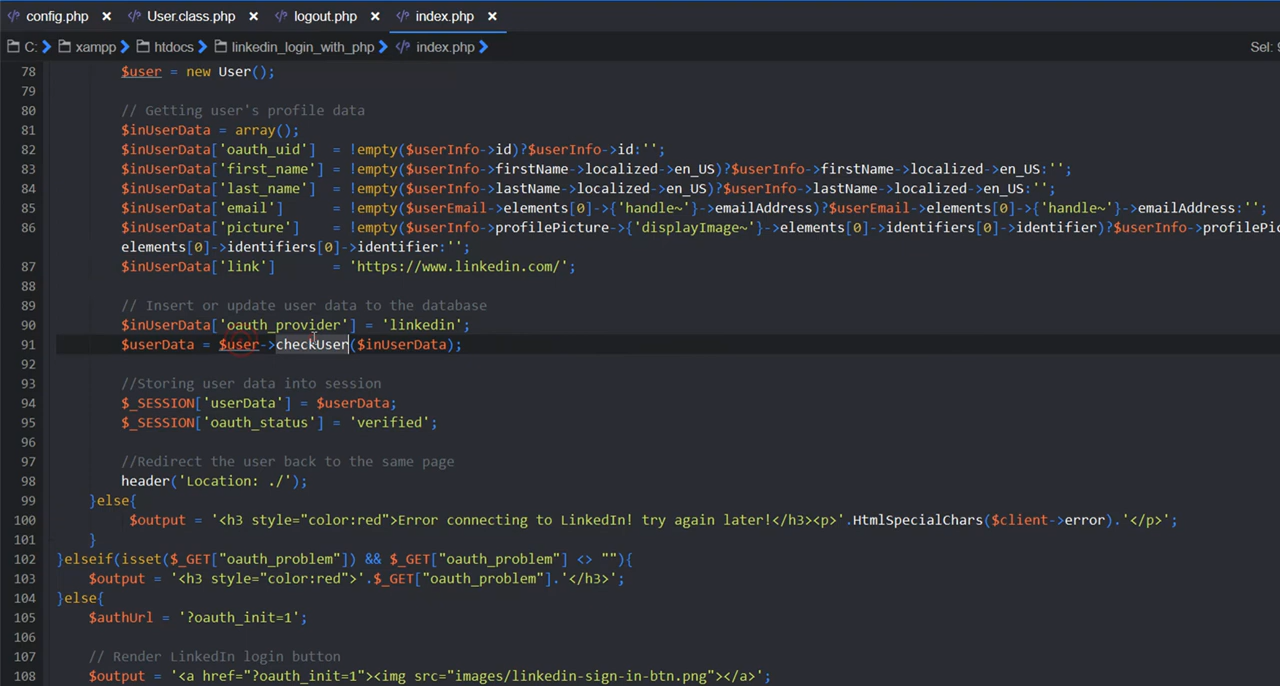 config.php × User.class.php × logout.php × index.php ×
C: xampp htdocs linkedin_login_with_php index.php Sel:
78 $user = new User();
79
80 // Getting user's profile data
81 $inUserData = array();
82 $inUserData['oauth_uid'] = !empty($userInfo->id)?$userInfo->id:'';
83 $inUserData['first_name'] = !empty($userInfo->firstName->localized->en_US)?$userInfo->firstName->localized->en_US:'';
84 $inUserData['last_name'] = !empty($userInfo->lastName->localized->en_US)?$userInfo->lastName->localized->en_US:'';
85 $inUserData['email'] = !empty($userEmail->elements[0]->{'handle~'}->emailAddress)?$userEmail->elements[0]->{'handle~'}->emailAddress:'';
86 $inUserData['picture'] = !empty($userInfo->profilePicture->{'displayImage~'}->elements[0]->identifiers[0]->identifier)?$userInfo->profilePic
elements[0]->identifiers[0]->identifier:'';
87 $inUserData['link'] = 'https://www.linkedin.com/';
88
89 // Insert or update user data to the database
90 $inUserData['oauth_provider'] = 'linkedin';
91 $userData = $user->checkUser($inUserData);
92
93 //Storing user data into session
94 $_SESSION['userData'] = $userData;
95 $_SESSION['oauth_status'] = 'verified';
96
97 //Redirect the user back to the same page
98 header('Location: ./');
99 }else{
100 $output = '<h3 style="color:red">Error connecting to LinkedIn! try again later!</h3><p>'.HtmlSpecialChars($client->error).'</p>';
101 }
102 }elseif(isset($_GET["oauth_problem"]) && $_GET["oauth_problem"] <> ""){
103 $output = '<h3 style="color:red">'.$_GET["oauth_problem"].'</h3>';
104 }else{
105 $authUrl = '?oauth_init=1';
106
107 // Render LinkedIn login button
108 $output = '<a href="?oauth_init=1"><img src="images/linkedin-sign-in-btn.png"></a>';